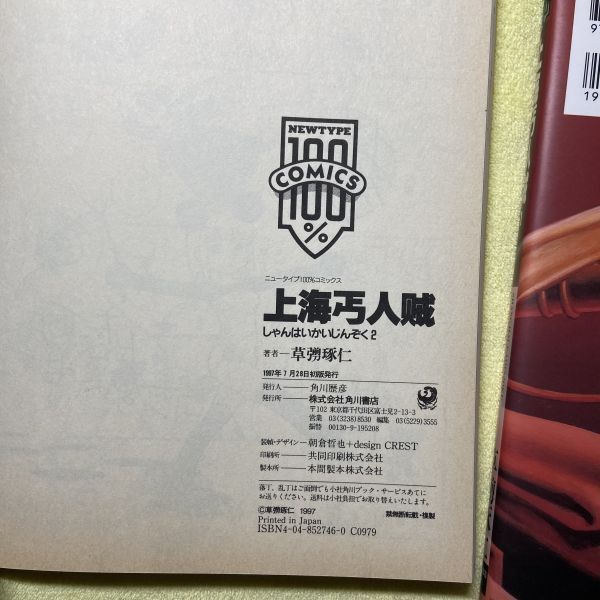 NEWTYPE
100
COMICS
100
%
ニュータイプ100%コミックス
上海丐人賊
しゃんはいかいじんぞく2
著者―草彅琢仁
1997年7月28日初版発行
発行人―――角川歴彦
発行所―――株式会社角川書店
〒102 東京都千代田区富士見2-13-3
営業 03(3238)8530 編集 03(5229)3555
振替 00130-9-195208
装幀・デザイン―朝倉哲也+design CREST
印刷所―――共同印刷株式会社
製本所―――本間製本株式会社
落丁、乱丁はご面倒でも小社角川ブック・サービスあてに
お送りください。送料は小社負担でお取り替えいたします。
©草彅琢仁 1997
禁無断転載・複製
Printed in Japan
ISBN4-04-852746-0 C0979
9
19